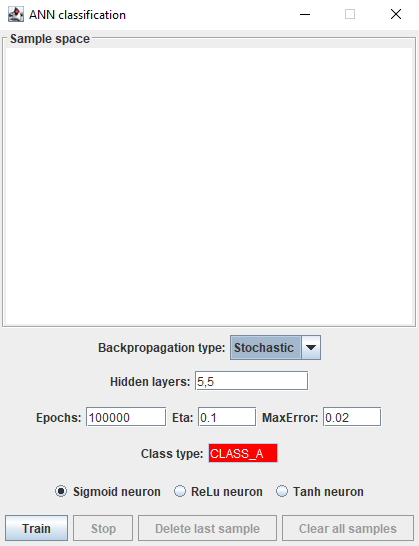 ANN classification
Sample space
Backpropagation type: Stochastic
Hidden layers: 5,5
Epochs: 100000 Eta: 0.1 MaxError: 0.02
Class type: CLASS_A
Sigmoid neuron ReLu neuron Tanh neuron
Train Stop Delete last sample Clear all samples